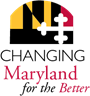 CHANGING
Maryland
for the Better